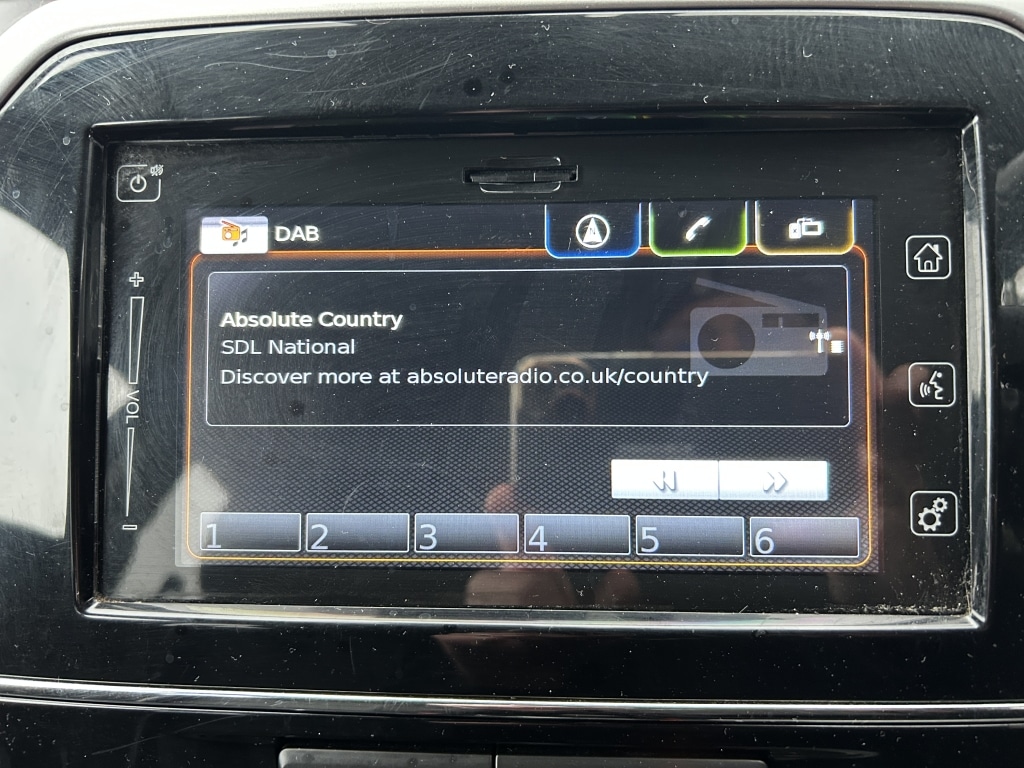 DAB
Absolute Country
SDL National
Discover more at absoluteradio.co.uk/country
VOL
1 2 3 4 5 6